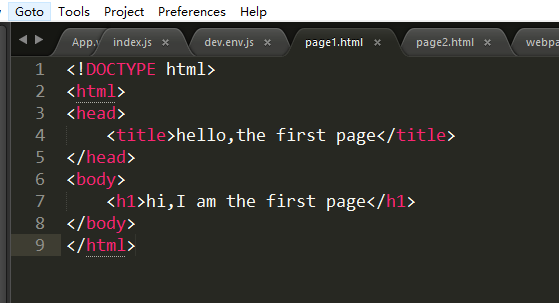 Goto Tools Project Preferences Help
App.v index.js × dev.env.js × page1.html × page2.html × webpa
1 <!DOCTYPE html>
2 <html>
3 <head>
4 <title>hello,the first page</title>
5 </head>
6 <body>
7 <h1>hi,I am the first page</h1>
8 </body>
9 </html>